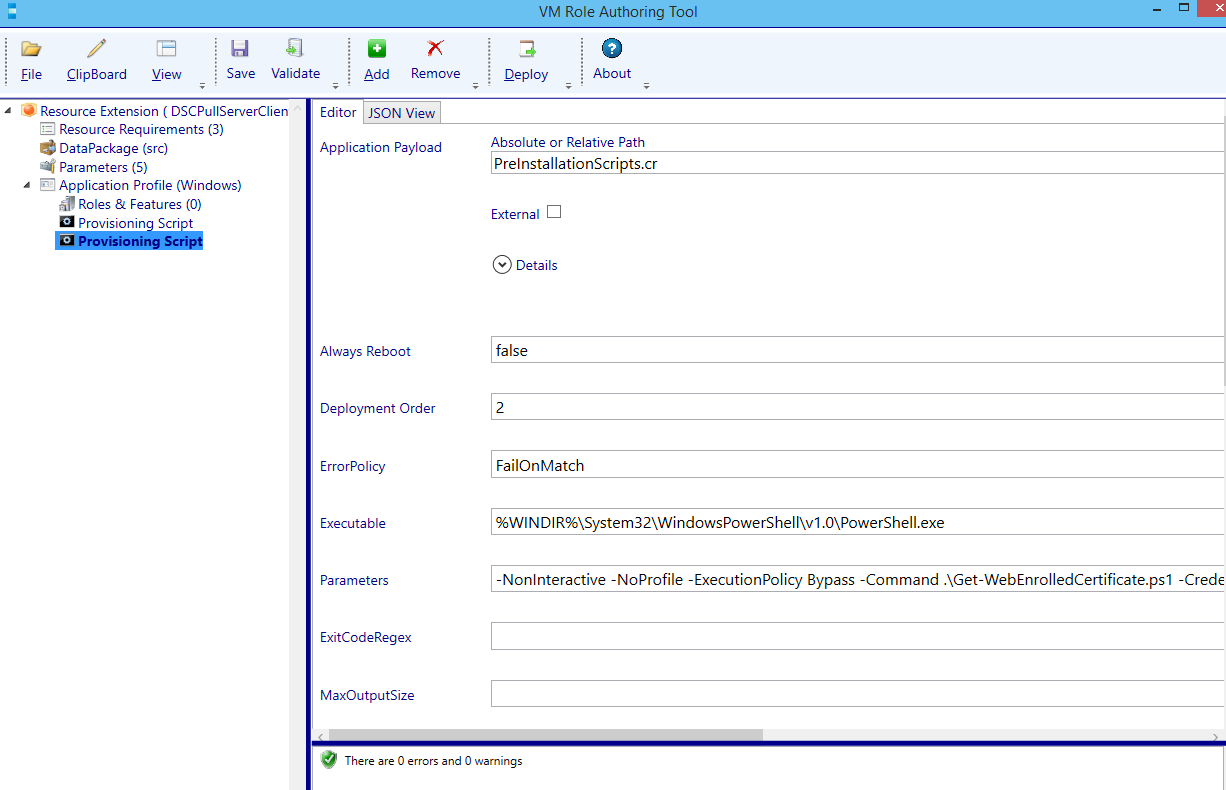 VM Role Authoring Tool
File ClipBoard View Save Validate Add Remove Deploy About
Resource Extension ( DSCPullServerClien
Resource Requirements (3)
DataPackage (src)
Parameters (5)
Application Profile (Windows)
Roles & Features (0)
Provisioning Script
Provisioning Script
Editor JSON View
Application Payload
Absolute or Relative Path
PreInstallationScripts.cr
External
Details
Always Reboot false
Deployment Order 2
ErrorPolicy FailOnMatch
Executable %WINDIR%\System32\WindowsPowerShell\v1.0\PowerShell.exe
Parameters -NonInteractive -NoProfile -ExecutionPolicy Bypass -Command .\Get-WebEnrolledCertificate.ps1 -Crede
ExitCodeRegex
MaxOutputSize
There are 0 errors and 0 warnings